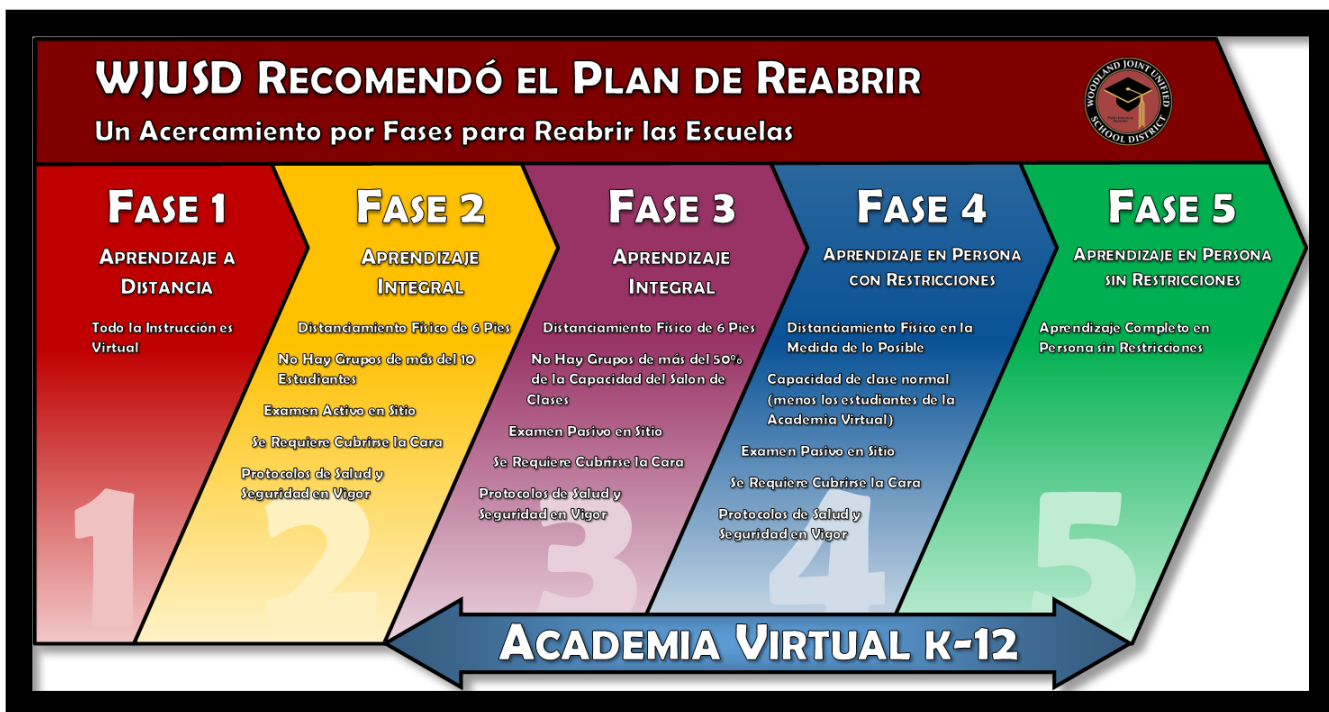 WJUSD Recomendó el Plan de Reabrir
Un Acercamiento por Fases para Reabrir las Escuelas
WOODLAND JOINT UNIFIED
SCHOOL DISTRICT
Fase 1
Aprendizaje a
Distancia
Todo la Instrucción es
Virtual
Fase 2
Aprendizaje
Integral
Distanciamiento Físico de 6 Pies
No Hay Grupos de más del 10
Estudiantes
Examen Activo en Sitio
Se Requiere Cubrirse la Cara
Protocolos de Salud y
Seguridad en Vigor
Fase 3
Aprendizaje
Integral
Distanciamiento Físico de 6 Pies
No Hay Grupos de más del 50%
de la Capacidad del Salon de
Clases
Examen Pasivo en Sitio
Se Requiere Cubrirse la Cara
Protocolos de Salud y
Seguridad en Vigor
Fase 4
Aprendizaje en Persona
con Restricciones
Distanciamiento Físico en la
Medida de lo Posible
Capacidad de clase normal
(menos los estudiantes de la
Academia Virtual)
Examen Pasivo en Sitio
Se Requiere Cubrirse la Cara
Protocolos de Salud y
Seguridad en Vigor
Fase 5
Aprendizaje en Persona
sin Restricciones
Aprendizaje Completo en
Persona sin Restricciones
1
2
3
4
5
Academia Virtual K-12